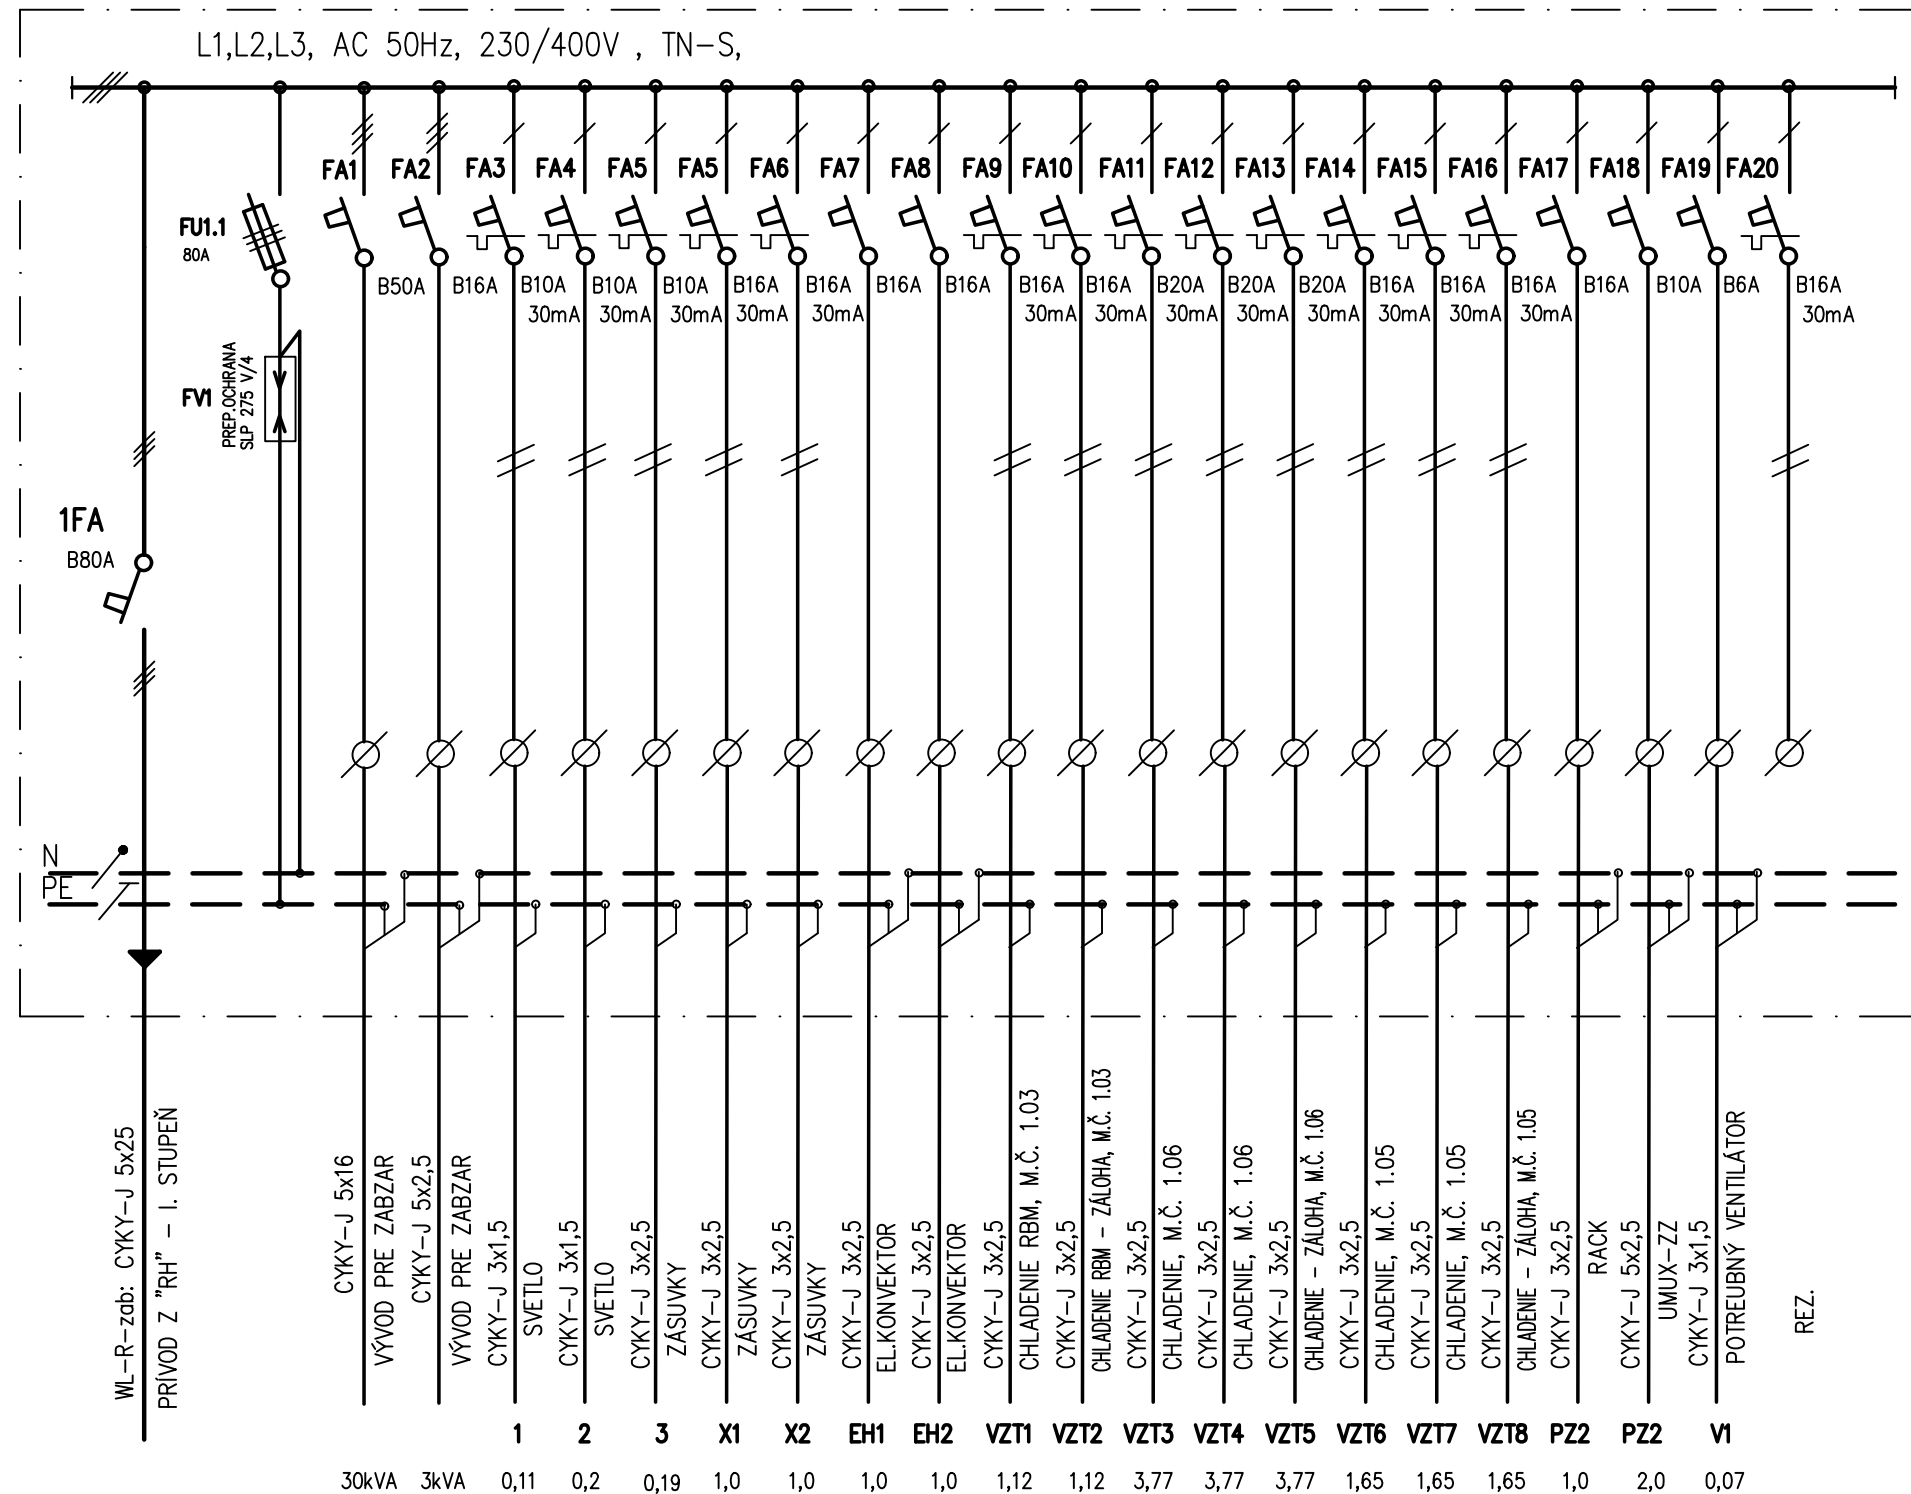 L1,L2,L3, AC 50Hz, 230/400V , TN-S,
FA1 FA2 FA3 FA4 FA5 FA5 FA6 FA7 FA8 FA9 FA10 FA11 FA12 FA13 FA14 FA15 FA16 FA17 FA18 FA19 FA20
FU1.1
80A
B50A B16A B10A B10A B10A B16A B16A B16A B16A B16A B16A B20A B20A B20A B16A B16A B16A B16A B10A B6A B16A
30mA 30mA 30mA 30mA 30mA 30mA 30mA 30mA 30mA 30mA 30mA 30mA 30mA 30mA
FV1
PREP.OCHRANA
SLP 275 V/4
1FA
B80A
N
PE
WL-R-zab: CYKY-J 5x25
PRÍVOD Z "RH" - I. STUPEŇ
CYKY-J 5x16
VÝVOD PRE ZABZAR
CYKY-J 5x2,5
VÝVOD PRE ZABZAR
CYKY-J 3x1,5
SVETLO
CYKY-J 3x1,5
SVETLO
CYKY-J 3x2,5
ZÁSUVKY
CYKY-J 3x2,5
ZÁSUVKY
CYKY-J 3x2,5
ZÁSUVKY
CYKY-J 3x2,5
EL.KONVEKTOR
CYKY-J 3x2,5
EL.KONVEKTOR
CYKY-J 3x2,5
CHLADENIE RBM, M.Č. 1.03
CYKY-J 3x2,5
CHLADENIE RBM - ZÁLOHA, M.Č. 1.03
CYKY-J 3x2,5
CHLADENIE, M.Č. 1.06
CYKY-J 3x2,5
CHLADENIE, M.Č. 1.06
CYKY-J 3x2,5
CHLADENIE - ZÁLOHA, M.Č. 1.06
CYKY-J 3x2,5
CHLADENIE, M.Č. 1.05
CYKY-J 3x2,5
CHLADENIE, M.Č. 1.05
CYKY-J 3x2,5
CHLADENIE - ZÁLOHA, M.Č. 1.05
CYKY-J 3x2,5
RACK
CYKY-J 5x2,5
UMUX-ZZ
CYKY-J 3x1,5
POTREUBNÝ VENTILÁTOR
REZ.
1 2 3 X1 X2 EH1 EH2 VZT1 VZT2 VZT3 VZT4 VZT5 VZT6 VZT7 VZT8 PZ2 PZ2 V1
30kVA 3kVA 0,11 0,2 0,19 1,0 1,0 1,0 1,0 1,12 1,12 3,77 3,77 3,77 1,65 1,65 1,65 1,0 2,0 0,07